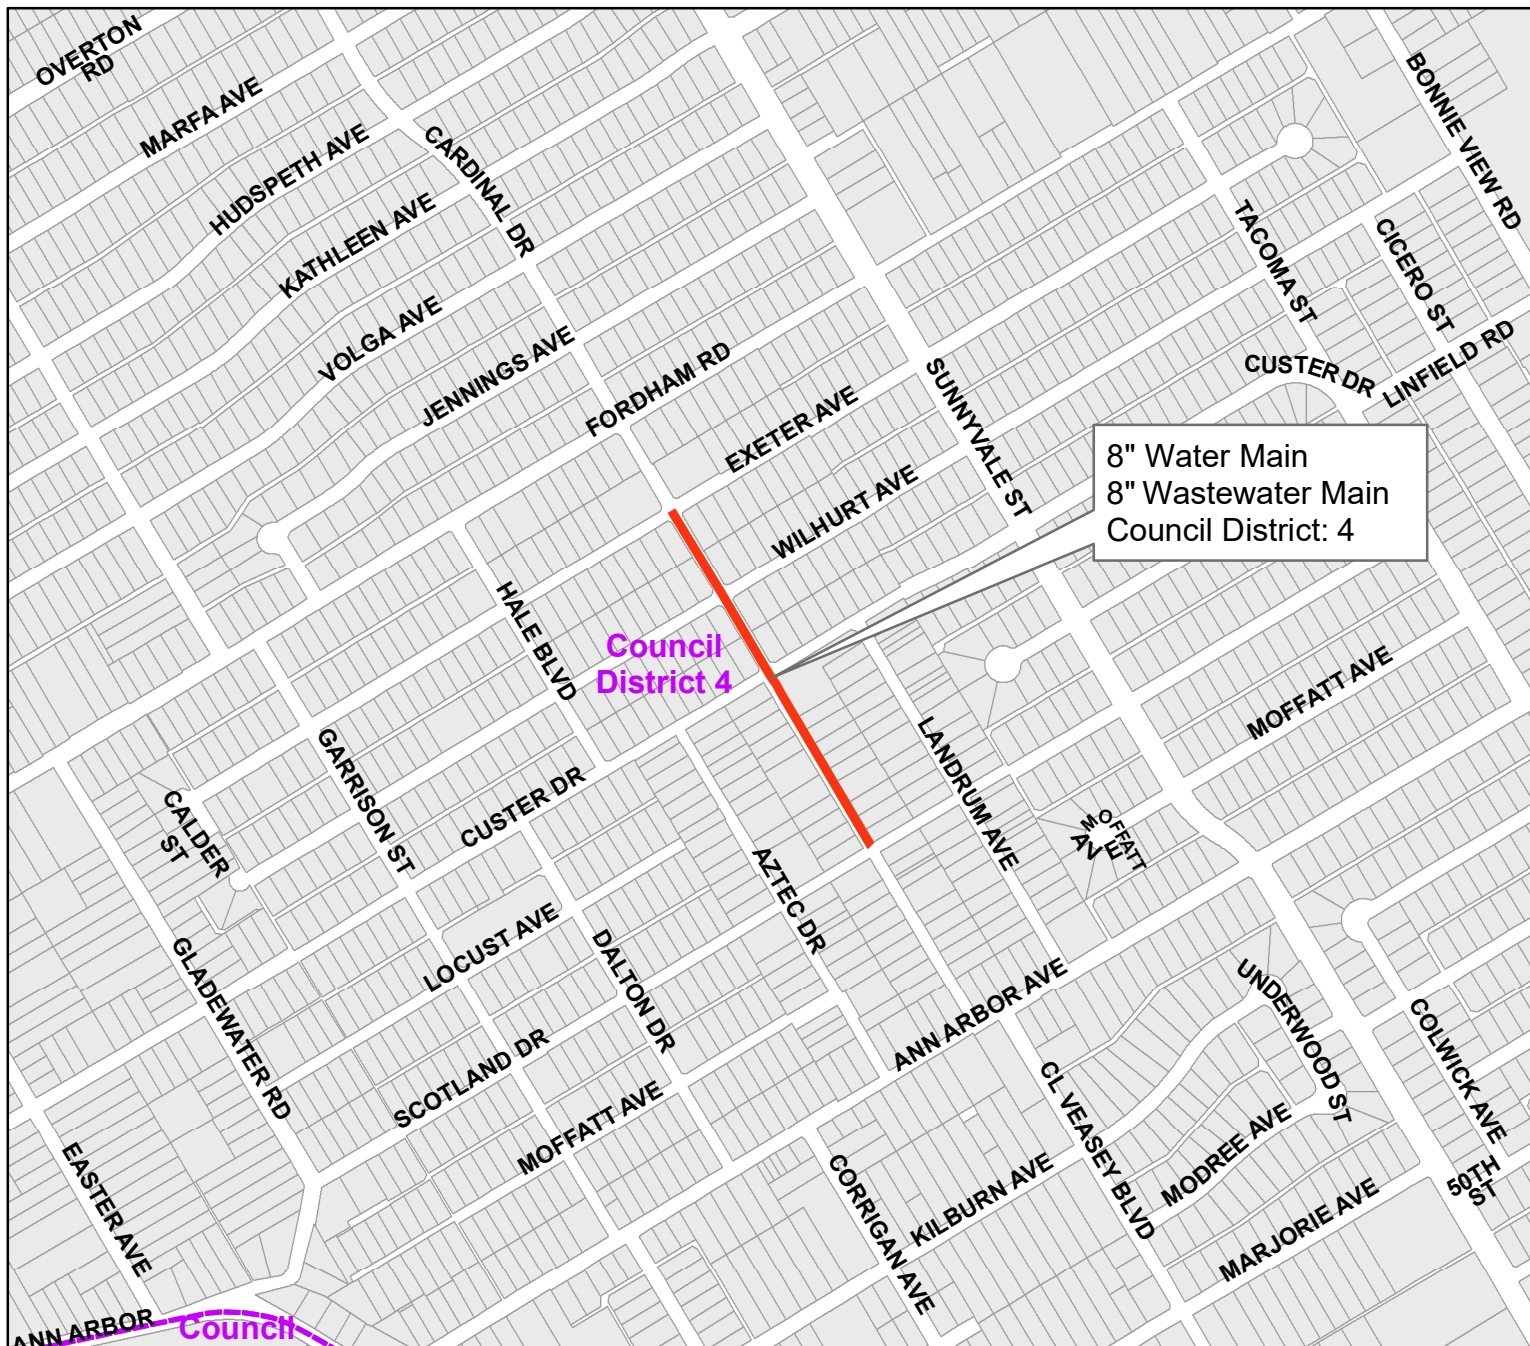 OVERTON
RD
MARFA AVE
HUDSPETH AVE
CARDINAL DR
BONNIE VIEW RD
KATHLEEN AVE
TACOMA ST
CICERO ST
VOLGA AVE
JENNINGS AVE
FORDHAM RD
SUNNYVALE ST
CUSTER DR
LINFIELD RD
EXETER AVE
WILHURT AVE
8" Water Main
8" Wastewater Main
Council District: 4
HALE BLVD
Council
District 4
MOFFATT AVE
LANDRUM AVE
GARRISON ST
CALDER
ST
CUSTER DR
MOFFATT
AVE
AZTEC DR
LOCUST AVE
DALTON DR
GLADEWATER RD
ANN ARBOR AVE
UNDERWOOD ST
COLWICK AVE
SCOTLAND DR
MOFFATT AVE
CL VEASEY BLVD
MODREE AVE
EASTER AVE
CORRIGAN AVE
KILBURN AVE
50TH
ST
MARJORIE AVE
ANN ARBOR
Council